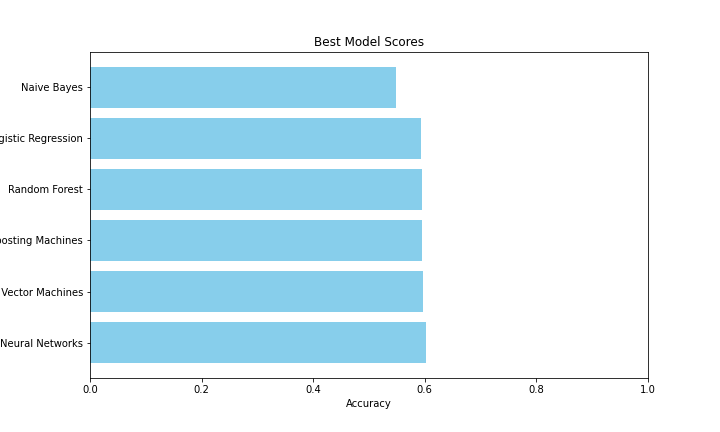 Best Model Scores
Naive Bayes
gistic Regression
Random Forest
osting Machines
Vector Machines
Neural Networks
0.0 0.2 0.4 0.6 0.8 1.0
Accuracy